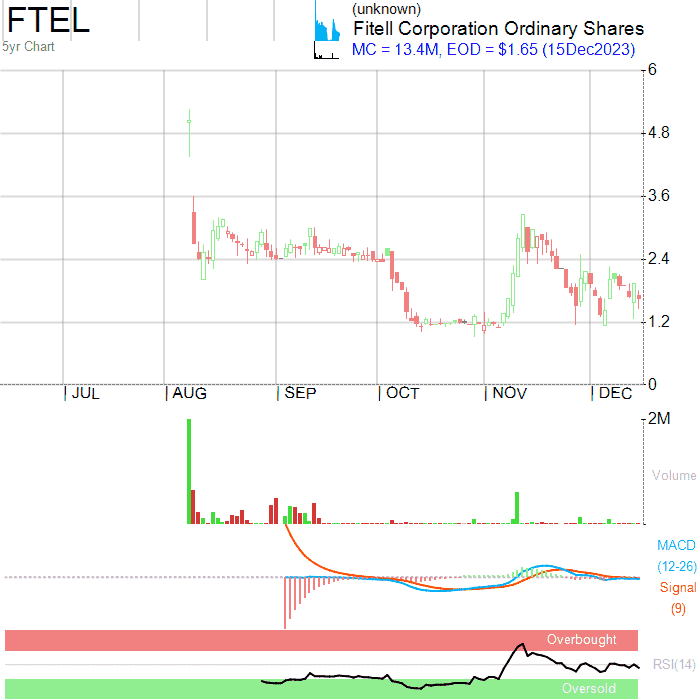 FTEL
5yr Chart
(unknown)
Fitell Corporation Ordinary Shares
MC = 13.4M, EOD = $1.65 (15Dec2023)
6
4.8
3.6
2.4
1.2
0
JUL
AUG
SEP
OCT
NOV
DEC
2M
Volume
MACD
(12-26)
Signal
(9)
Overbought
RSI(14)
Oversold